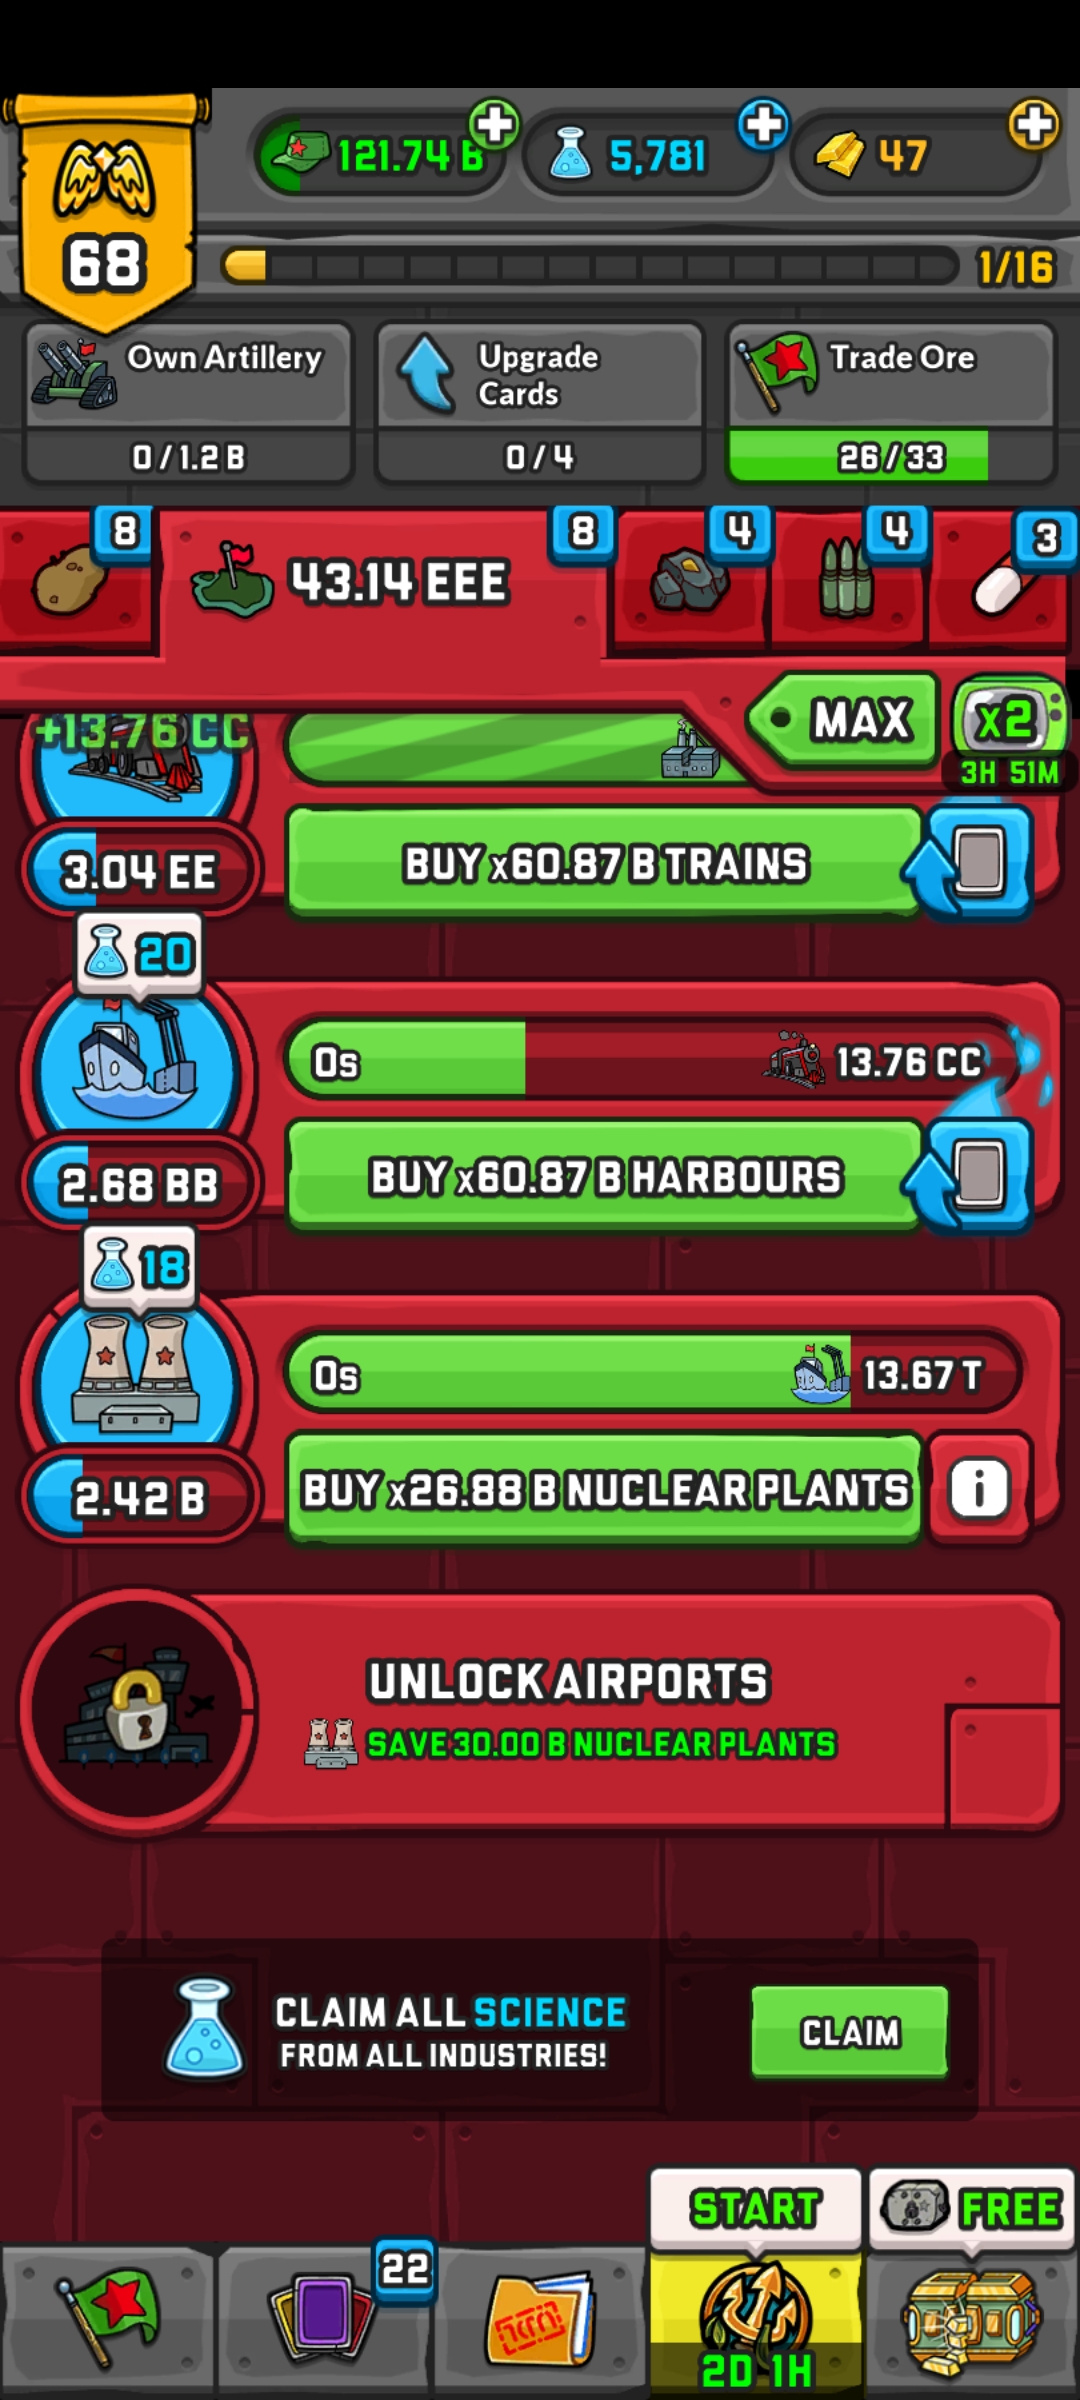 68
121.74 B
5,781
47
1/16
Own Artillery
0 / 1.2 B
Upgrade
Cards
0 / 4
Trade Ore
26 / 33
8
43.14 EEE
8
4
4
3
MAX
x2
3H 51M
+13.76 CC
3.04 EE
BUY x60.87 B TRAINS
20
0s
13.76 CC
2.68 BB
BUY x60.87 B HARBOURS
18
0s
13.67 T
2.42 B
BUY x26.88 B NUCLEAR PLANTS
i
UNLOCK AIRPORTS
SAVE 30.00 B NUCLEAR PLANTS
CLAIM ALL SCIENCE
FROM ALL INDUSTRIES!
CLAIM
START
FREE
22
2D 1H